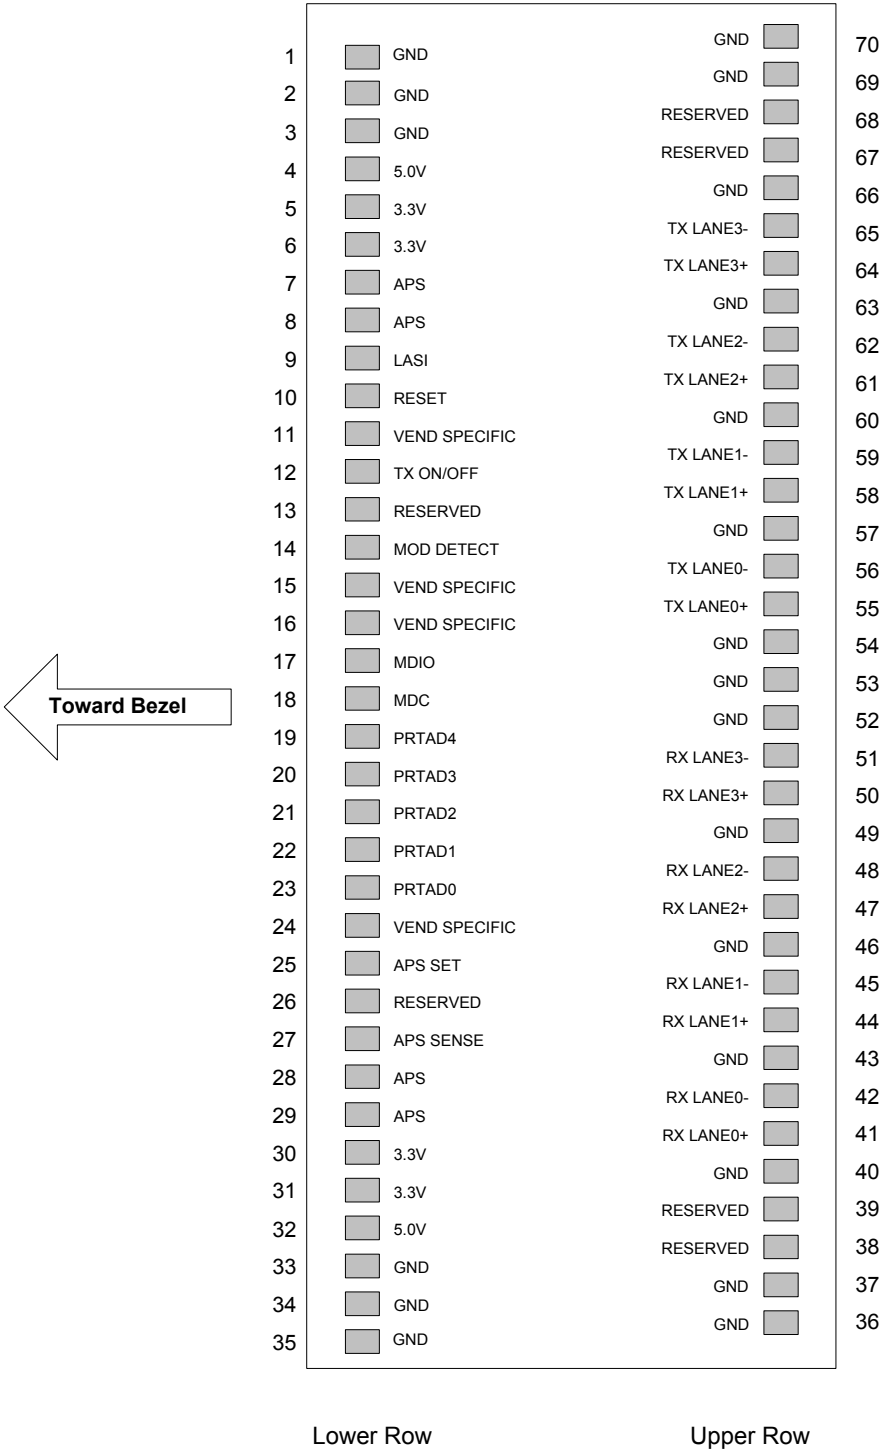 1 GND
2 GND
3 GND
4 5.0V
5 3.3V
6 3.3V
7 APS
8 APS
9 LASI
10 RESET
11 VEND SPECIFIC
12 TX ON/OFF
13 RESERVED
14 MOD DETECT
15 VEND SPECIFIC
16 VEND SPECIFIC
17 MDIO
18 MDC
19 PRTAD4
20 PRTAD3
21 PRTAD2
22 PRTAD1
23 PRTAD0
24 VEND SPECIFIC
25 APS SET
26 RESERVED
27 APS SENSE
28 APS
29 APS
30 3.3V
31 3.3V
32 5.0V
33 GND
34 GND
35 GND
GND 70
GND 69
RESERVED 68
RESERVED 67
GND 66
TX LANE3- 65
TX LANE3+ 64
GND 63
TX LANE2- 62
TX LANE2+ 61
GND 60
TX LANE1- 59
TX LANE1+ 58
GND 57
TX LANE0- 56
TX LANE0+ 55
GND 54
GND 53
GND 52
RX LANE3- 51
RX LANE3+ 50
GND 49
RX LANE2- 48
RX LANE2+ 47
GND 46
RX LANE1- 45
RX LANE1+ 44
GND 43
RX LANE0- 42
RX LANE0+ 41
GND 40
RESERVED 39
RESERVED 38
GND 37
GND 36
Toward Bezel
Lower Row
Upper Row